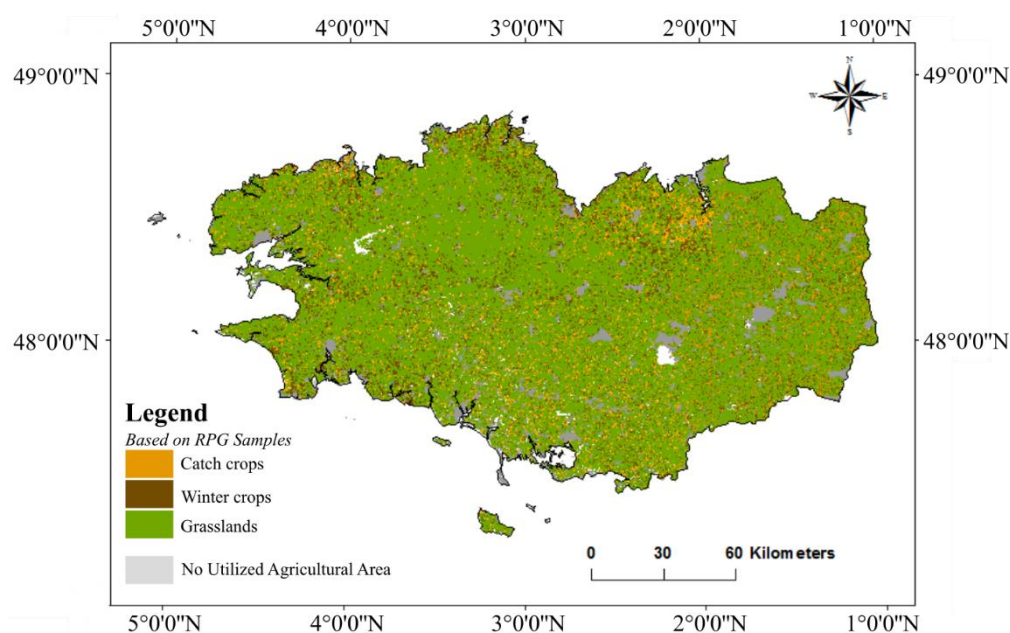 5°0'0"N 4°0'0"N 3°0'0"N 2°0'0"N 1°0'0"N
49°0'0"N 49°0'0"N
N
W E
S
48°0'0"N 48°0'0"N
Legend
Based on RPG Samples
Catch crops
Winter crops
Grasslands
No Utilized Agricultural Area
0 30 60 Kilometers
5°0'0"N 4°0'0"N 3°0'0"N 2°0'0"N 1°0'0"N